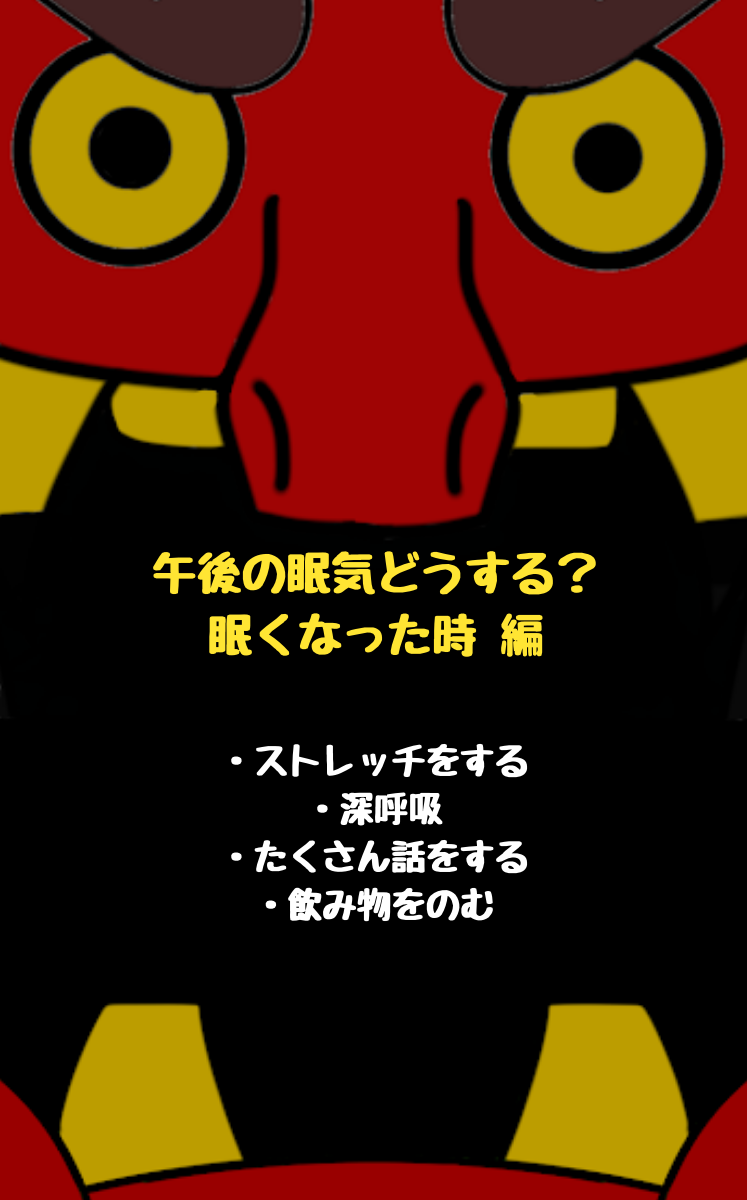 午後の眠気どうする？
眠くなった時 編
・ストレッチをする
・深呼吸
・たくさん話をする
・飲み物をのむ